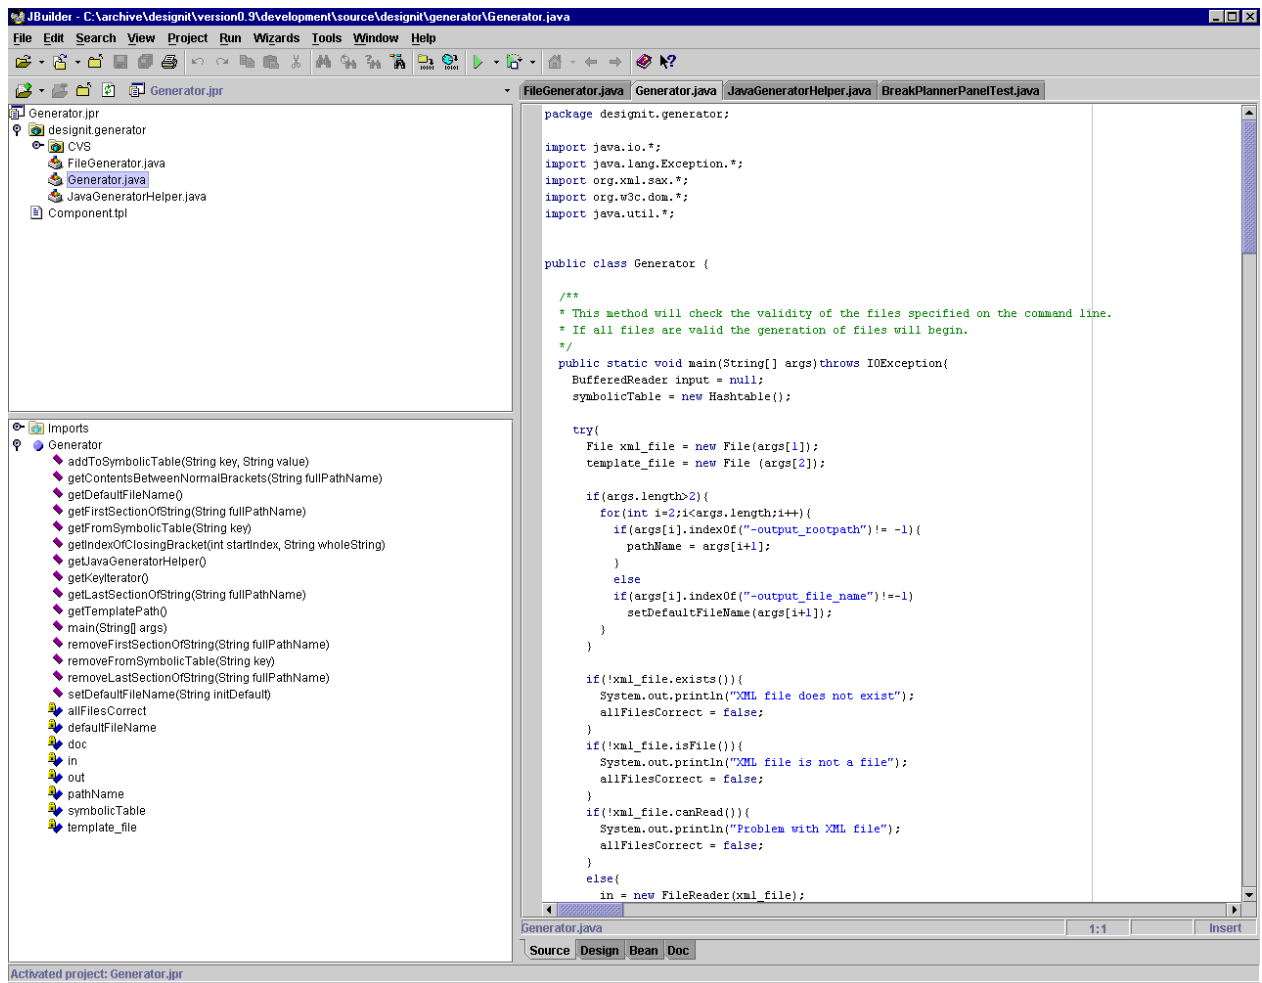 JBuilder - C:\archive\designit\version0.9\development\source\designit\generator\Generator.java
File Edit Search View Project Run Wizards Tools Window Help
Generator.jpr
Generator.jpr
designit.generator
CVS
FileGenerator.java
Generator.java
JavaGeneratorHelper.java
Component.tpl
Imports
Generator
addToSymbolicTable(String key, String value)
getContentsBetweenNormalBrackets(String fullPathName)
getDefaultFileName()
getFirstSectionOfString(String fullPathName)
getFromSymbolicTable(String key)
getIndexOfClosingBracket(int startIndex, String wholeString)
getJavaGeneratorHelper()
getKeyIterator()
getLastSectionOfString(String fullPathName)
getTemplatePath()
main(String[] args)
removeFirstSectionOfString(String fullPathName)
removeFromSymbolicTable(String key)
removeLastSectionOfString(String fullPathName)
setDefaultFileName(String initDefault)
allFilesCorrect
defaultFileName
doc
in
out
pathName
symbolicTable
template_file
FileGenerator.java Generator.java JavaGeneratorHelper.java BreakPlannerPanelTest.java
package designit.generator;
import java.io.*;
import java.lang.Exception.*;
import org.xml.sax.*;
import org.w3c.dom.*;
import java.util.*;
public class Generator {
/**
* This method will check the validity of the files specified on the command line.
* If all files are valid the generation of files will begin.
*/
public static void main(String[] args)throws IOException{
BufferedReader input = null;
symbolicTable = new Hashtable();
try{
File xml_file = new File(args[1]);
template_file = new File (args[2]);
if(args.length>2){
for(int i=2;i<args.length;i++){
if(args[i].indexOf("-output_rootpath")!= -1){
pathName = args[i+1];
}
else
if(args[i].indexOf("-output_file_name")!=-1)
setDefaultFileName(args[i+1]);
}
}
if(!xml_file.exists()){
System.out.println("XML file does not exist");
allFilesCorrect = false;
}
if(!xml_file.isFile()){
System.out.println("XML file is not a file");
allFilesCorrect = false;
}
if(!xml_file.canRead()){
System.out.println("Problem with XML file");
allFilesCorrect = false;
}
else{
in = new FileReader(xml_file);
Generator.java 1:1 Insert
Source Design Bean Doc
Activated project: Generator.jpr